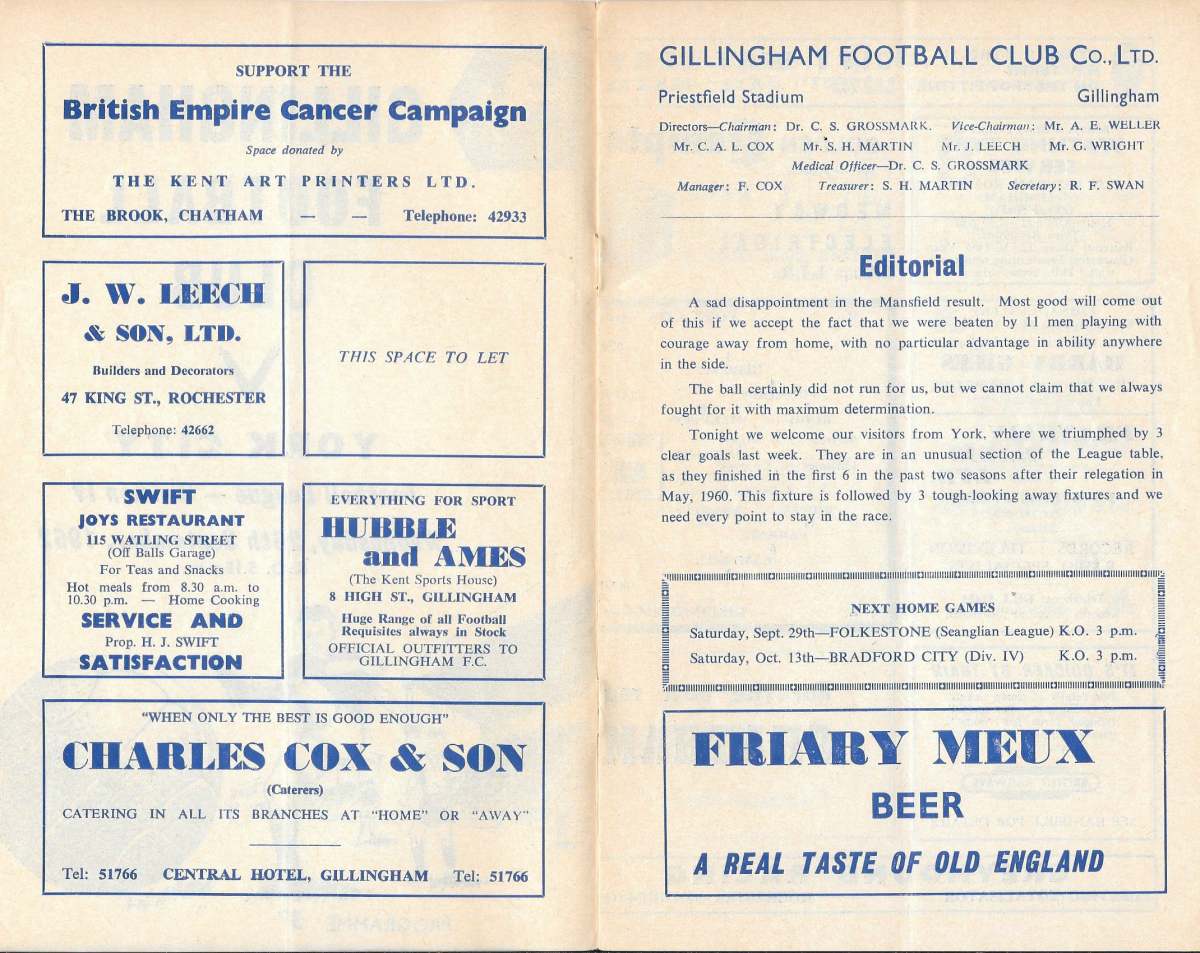 SUPPORT THE
British Empire Cancer Campaign
Space donated by
THE KENT ART PRINTERS LTD.
THE BROOK, CHATHAM — — Telephone: 42933
J. W. LEECH
& SON, LTD.
Builders and Decorators
47 KING ST., ROCHESTER
Telephone: 42662
THIS SPACE TO LET
SWIFT
JOYS RESTAURANT
115 WATLING STREET
(Off Balls Garage)
For Teas and Snacks
Hot meals from 8.30 a.m. to
10.30 p.m. — Home Cooking
SERVICE AND
Prop. H. J. SWIFT
SATISFACTION
EVERYTHING FOR SPORT
HUBBLE
and AMES
(The Kent Sports House)
8 HIGH ST., GILLINGHAM
Huge Range of all Football
Requisites always in Stock
OFFICIAL OUTFITTERS TO
GILLINGHAM F.C.
"WHEN ONLY THE BEST IS GOOD ENOUGH"
CHARLES COX & SON
(Caterers)
CATERING IN ALL ITS BRANCHES AT "HOME" OR "AWAY"
Tel: 51766 CENTRAL HOTEL, GILLINGHAM Tel: 51766
GILLINGHAM FOOTBALL CLUB Co., LTD.
Priestfield Stadium Gillingham
Directors—Chairman: Dr. C. S. GROSSMARK. Vice-Chairman: Mr. A. E. WELLER
Mr. C. A. L. COX Mr. S. H. MARTIN Mr. J. LEECH Mr. G. WRIGHT
Medical Officer—Dr. C. S. GROSSMARK
Manager: F. COX Treasurer: S. H. MARTIN Secretary: R. F. SWAN
Editorial
A sad disappointment in the Mansfield result. Most good will come out
of this if we accept the fact that we were beaten by 11 men playing with
courage away from home, with no particular advantage in ability anywhere
in the side.
The ball certainly did not run for us, but we cannot claim that we always
fought for it with maximum determination.
Tonight we welcome our visitors from York, where we triumphed by 3
clear goals last week. They are in an unusual section of the League table,
as they finished in the first 6 in the past two seasons after their relegation in
May, 1960. This fixture is followed by 3 tough-looking away fixtures and we
need every point to stay in the race.
NEXT HOME GAMES
Saturday, Sept. 29th—FOLKESTONE (Seanglian League) K.O. 3 p.m.
Saturday, Oct. 13th—BRADFORD CITY (Div. IV) K.O. 3 p.m.
FRIARY MEUX
BEER
A REAL TASTE OF OLD ENGLAND